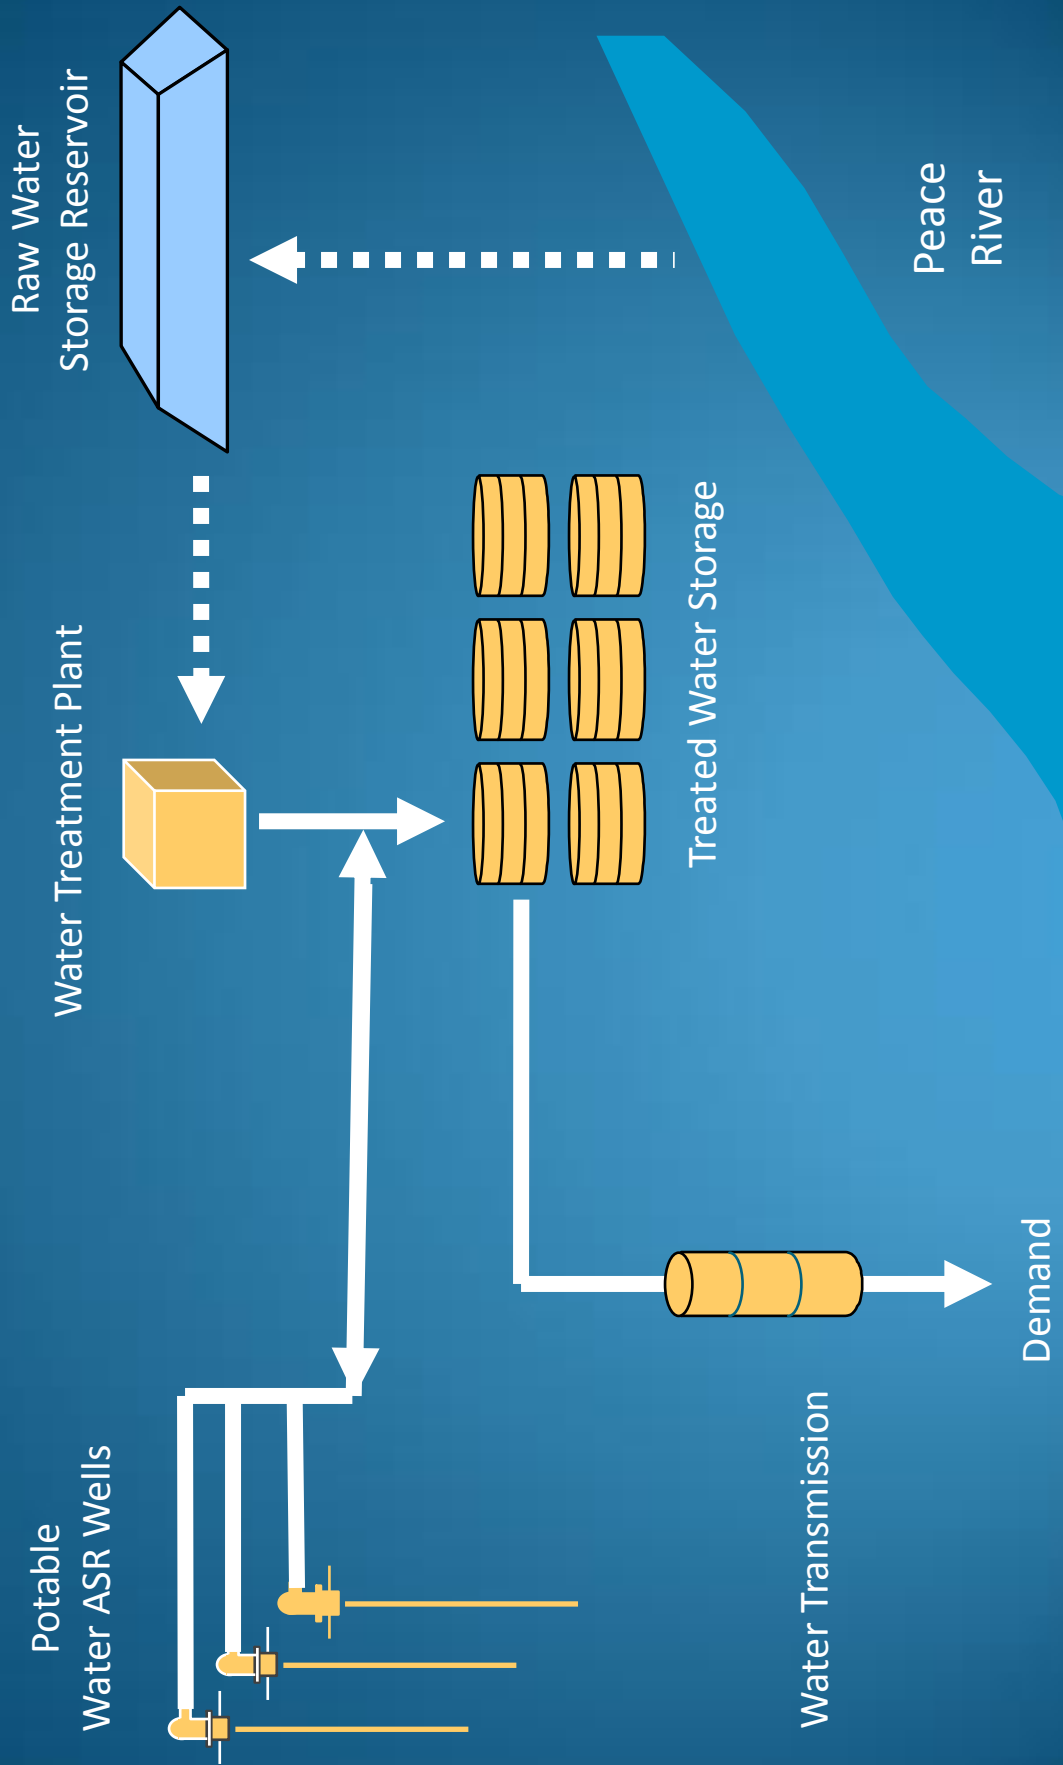 Potable
Water ASR Wells
Water Treatment Plant
Raw Water
Storage Reservoir
Treated Water Storage
Water Transmission
Demand
Peace
River